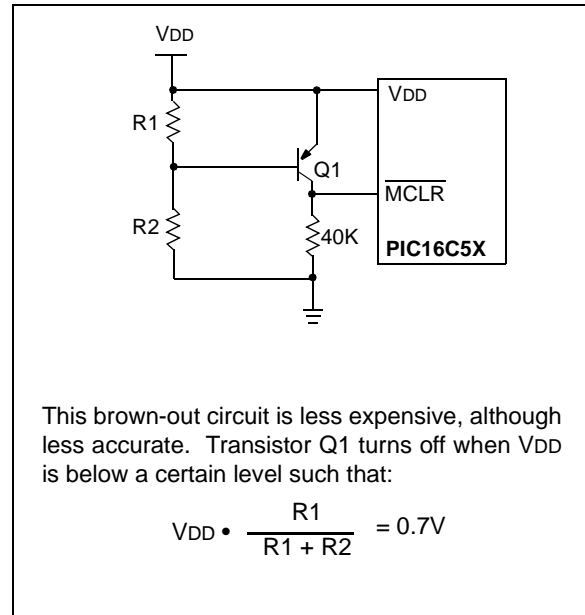 VDD
VDD
R1
Q1
MCLR
R2
40K
PIC16C5X
This brown-out circuit is less expensive, although
less accurate. Transistor Q1 turns off when VDD
is below a certain level such that:
VDD • R1 / R1 + R2 = 0.7V